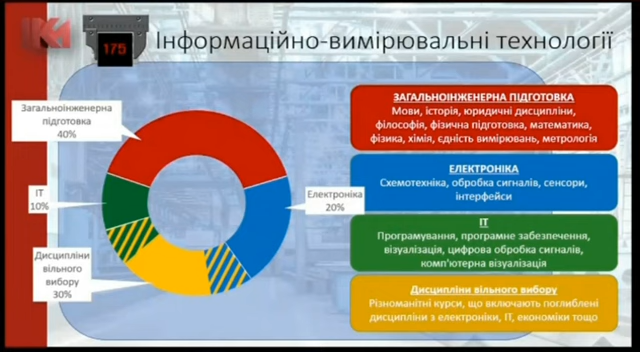 175
Інформаційно-вимірювальні технології
Загальноінженерна
підготовка
40%
ІТ
10%
Електроніка
20%
Дисципліни
вільного
вибору
30%
ЗАГАЛЬНОІНЖЕНЕРНА ПІДГОТОВКА
Мови, історія, юридичні дисципліни,
філософія, фізична підготовка, математика,
фізика, хімія, єдність вимірювань, метрологія
ЕЛЕКТРОНІКА
Схемотехніка, обробка сигналів, сенсори,
інтерфейси
ІТ
Програмування, програмне забезпечення,
візуалізація, цифрова обробка сигналів,
комп'ютерна візуалізація
Дисципліни вільного вибору
Різноманітні курси, що включають поглиблені
дисципліни з електроніки, ІТ, економіки тощо